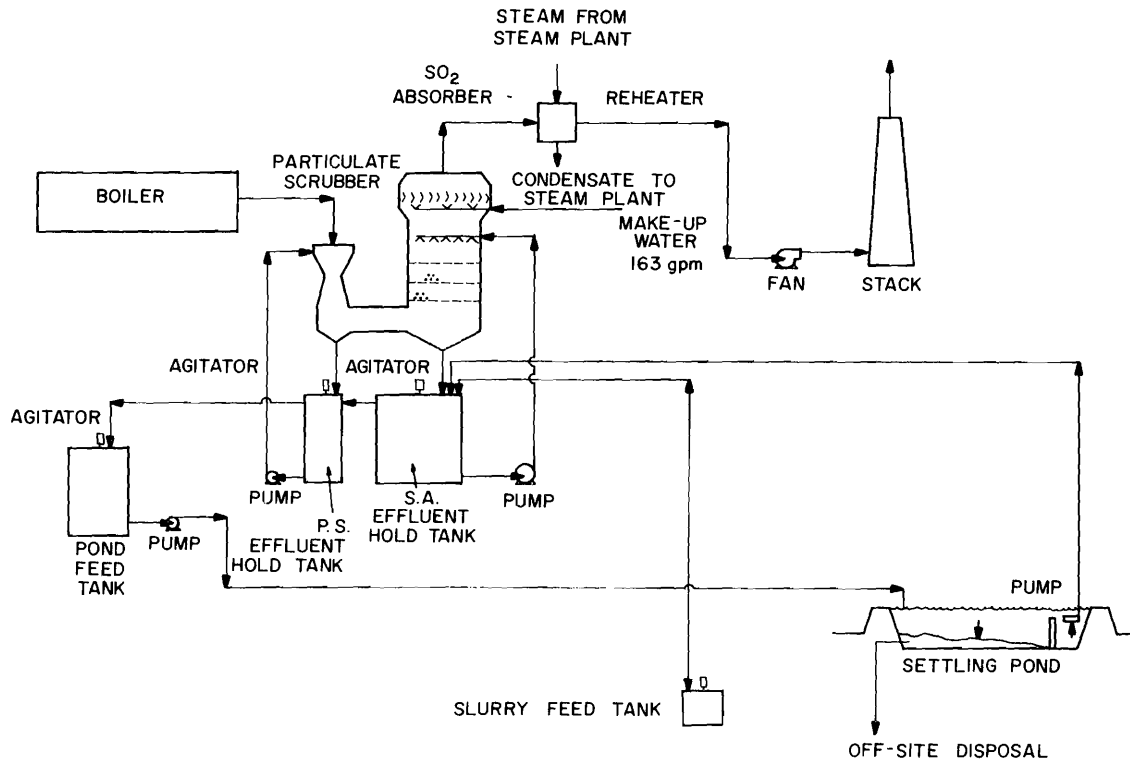 STEAM FROM
STEAM PLANT
SO2
ABSORBER
REHEATER
PARTICULATE
SCRUBBER
BOILER
CONDENSATE TO
STEAM PLANT
MAKE-UP
WATER
163 gpm
FAN
STACK
AGITATOR
AGITATOR
AGITATOR
PUMP
PUMP
S.A.
EFFLUENT
HOLD TANK
P.S.
EFFLUENT
HOLD TANK
PUMP
POND
FEED
TANK
PUMP
SETTLING POND
SLURRY FEED TANK
OFF-SITE DISPOSAL